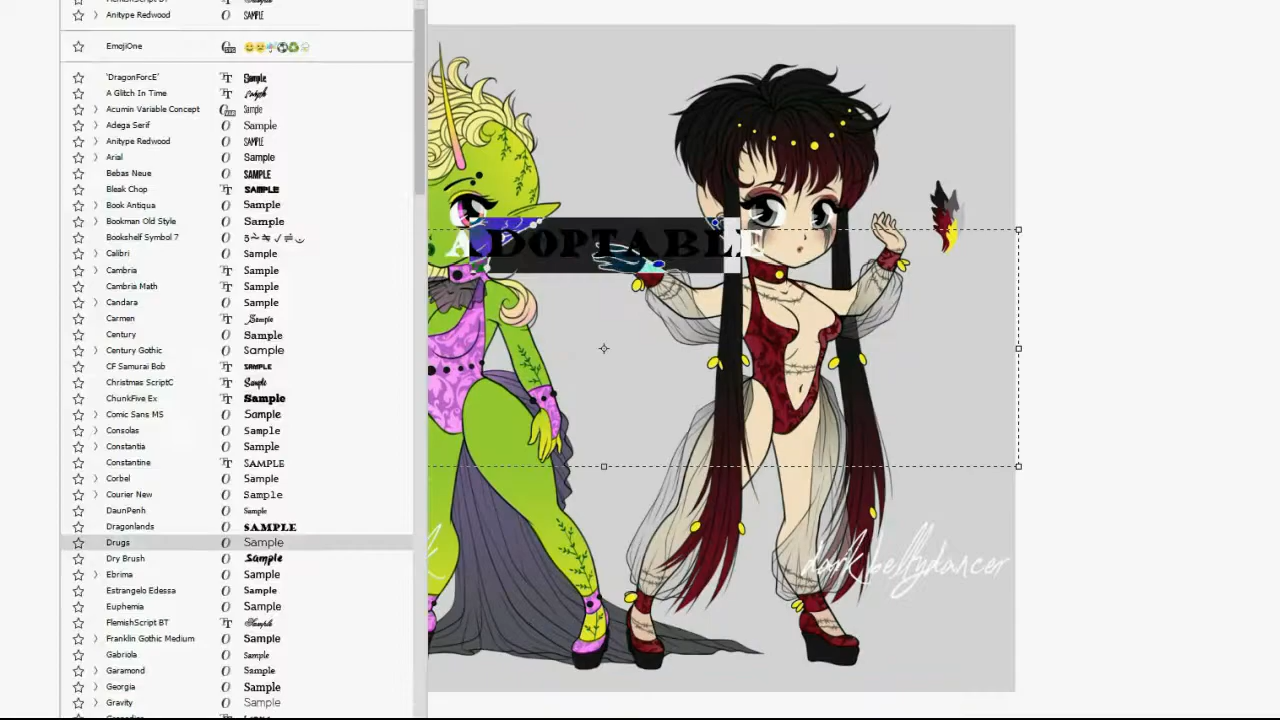 Anitype Redwood SAMPLE
EmojiOne
'DragonForcE' Sample
A Glitch In Time Sample
Acumin Variable Concept Sample
Adega Serif Sample
Anitype Redwood SAMPLE
Arial Sample
Bebas Neue SAMPLE
Bleak Chop SAMPLE
Book Antiqua Sample
Bookman Old Style Sample
Bookshelf Symbol 7
Calibri Sample
Cambria Sample
Cambria Math Sample
Candara Sample
Carmen Sample
Century Sample
Century Gothic Sample
CF Samurai Bob SAMPLE
Christmas ScriptC Sample
ChunkFive Ex Sample
Comic Sans MS Sample
Consolas Sample
Constantia Sample
Constantine SAMPLE
Corbel Sample
Courier New Sample
DaunPenh Sample
Dragonlands SAMPLE
Drugs Sample
Dry Brush Sample
Ebrima Sample
Estrangelo Edessa Sample
Euphemia Sample
FlemishScript BT Sample
Franklin Gothic Medium Sample
Gabriola Sample
Garamond Sample
Georgia Sample
Gravity Sample
ADOPTABLE
dark bellydancer